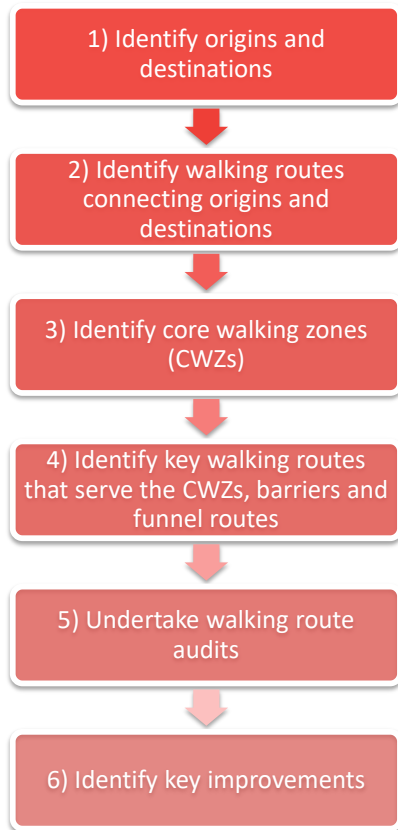 1) Identify origins and
destinations
2) Identify walking routes
connecting origins and
destinations
3) Identify core walking zones
(CWZs)
4) Identify key walking routes
that serve the CWZs, barriers and
funnel routes
5) Undertake walking route
audits
6) Identify key improvements